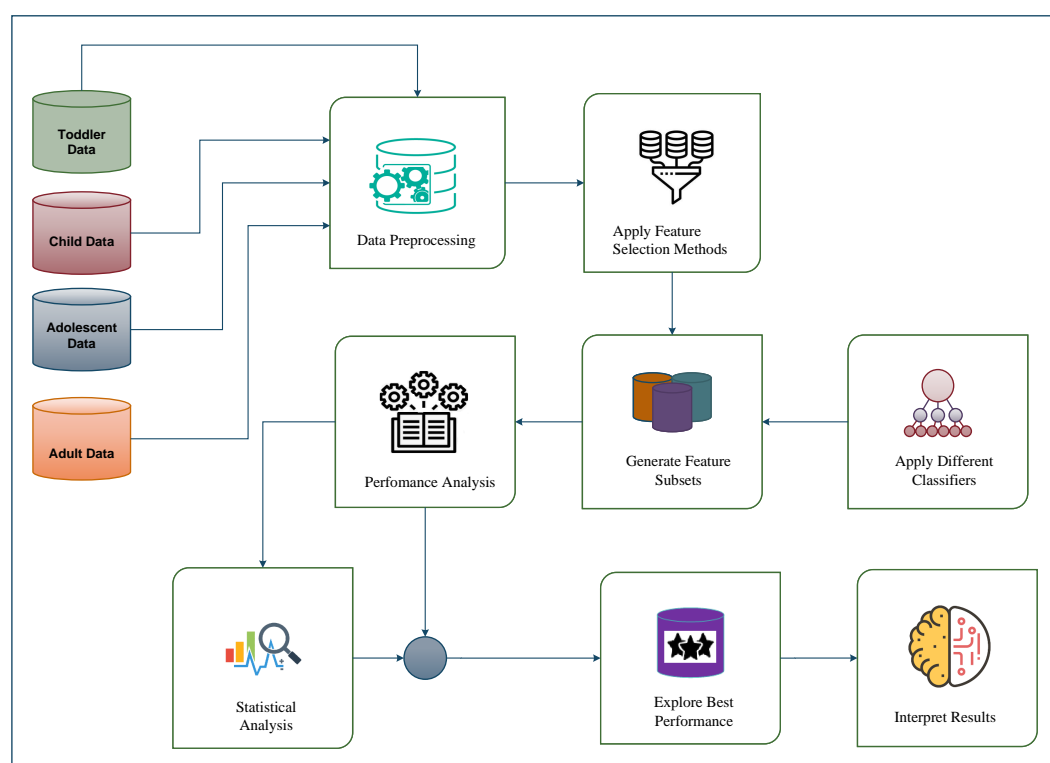 Toddler
Data
Child Data
Adolescent
Data
Adult Data
Data Preprocessing
Apply Feature
Selection Methods
Perfomance Analysis
Generate Feature
Subsets
Apply Different
Classifiers
Statistical
Analysis
Explore Best
Performance
Interpret Results